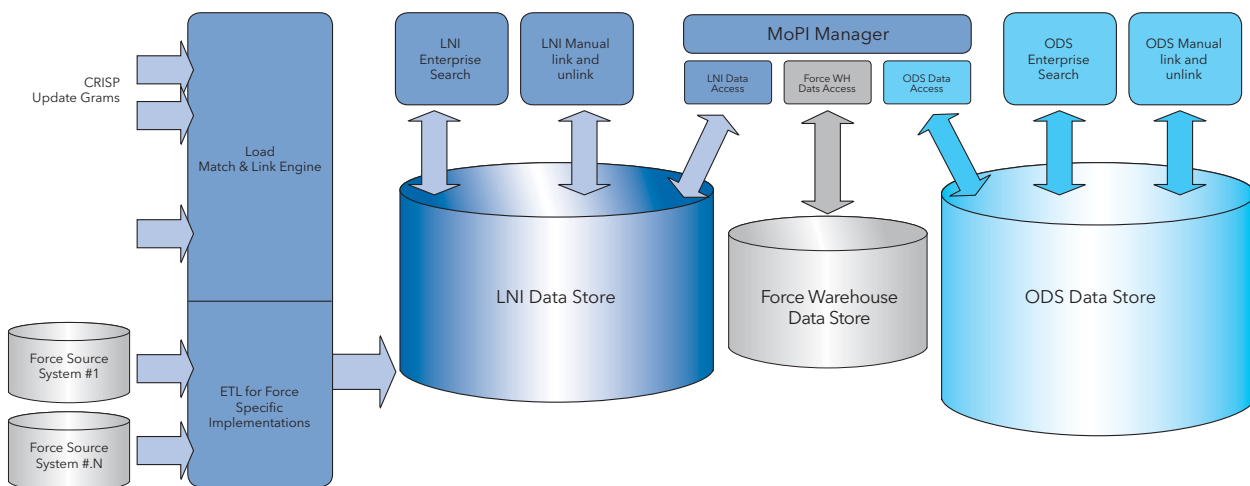 CRISP
Update Grams
Load
Match & Link Engine
ETL for Force
Specific
Implementations
Force Source
System #1
Force Source
System #.N
LNI
Enterprise
Search
LNI Manual
link and
unlink
MoPI Manager
LNI Data
Access
Force WH
Dats Access
ODS Data
Access
ODS
Enterprise
Search
ODS Manual
link and
unlink
LNI Data Store
Force Warehouse
Data Store
ODS Data Store